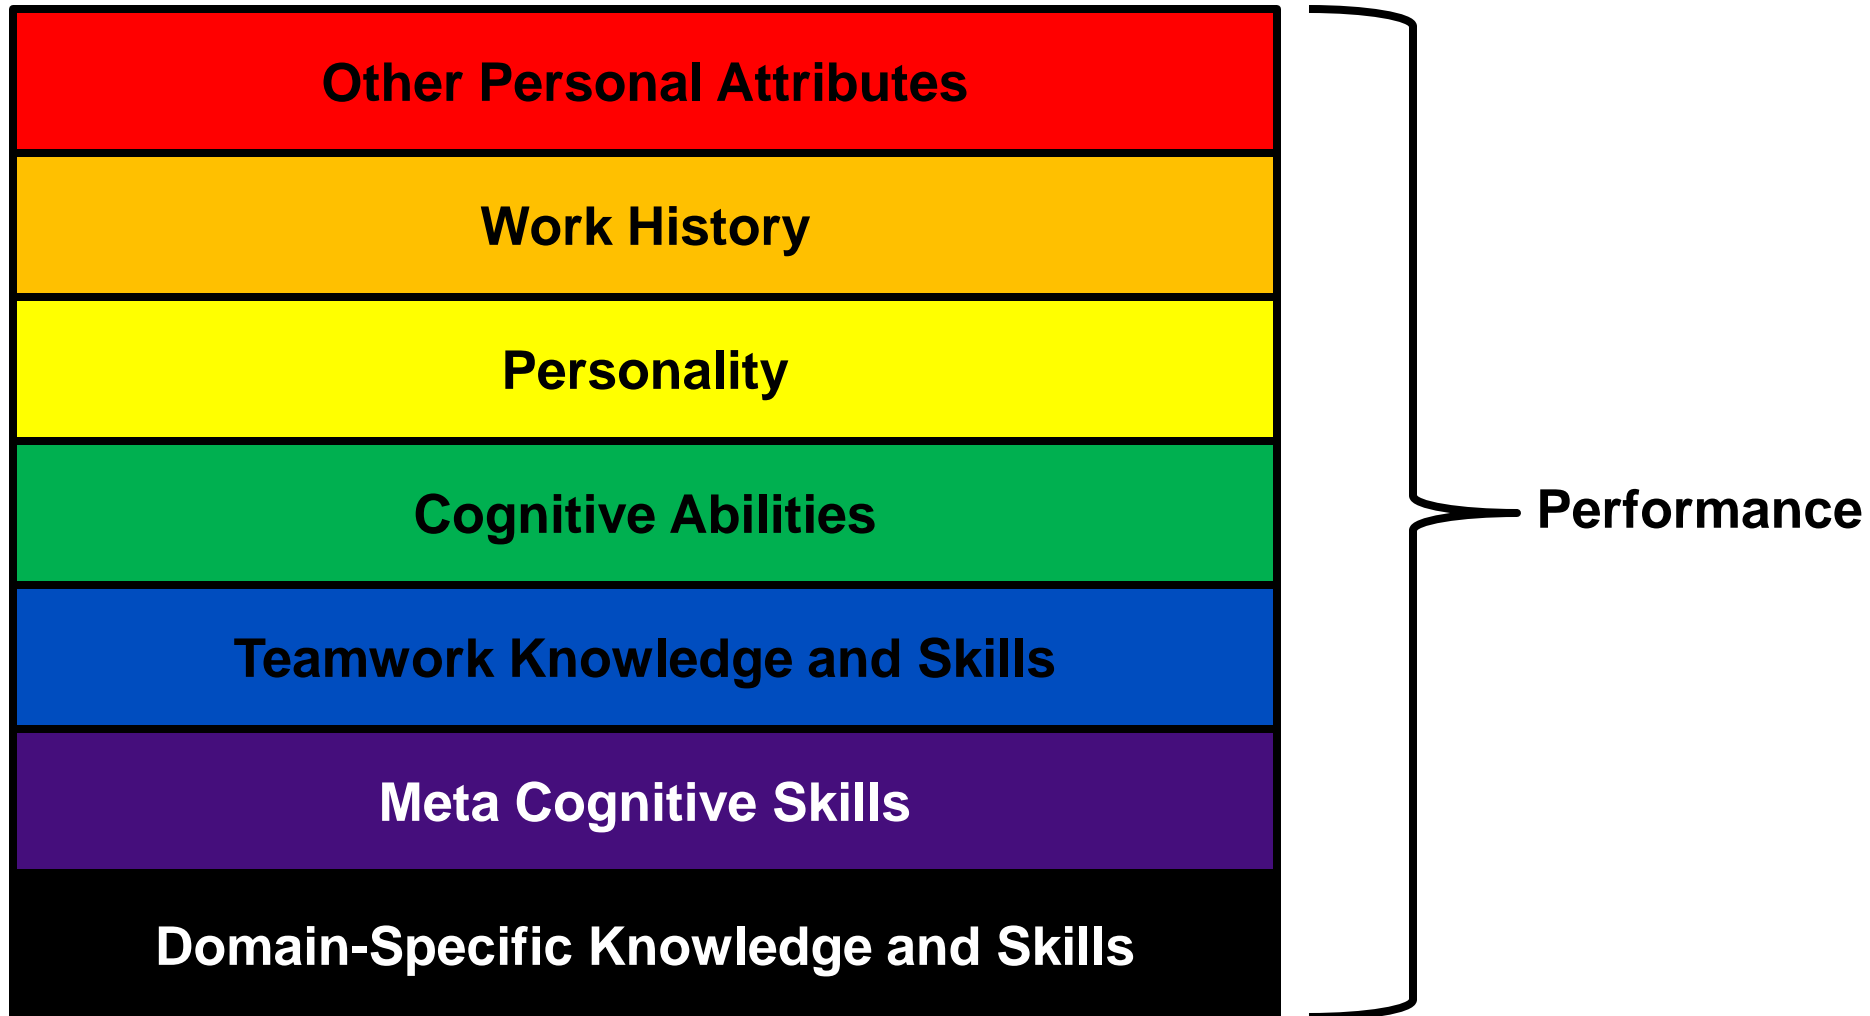 Other Personal Attributes
Work History
Personality
Cognitive Abilities
Performance
Teamwork Knowledge and Skills
Meta Cognitive Skills
Domain-Specific Knowledge and Skills